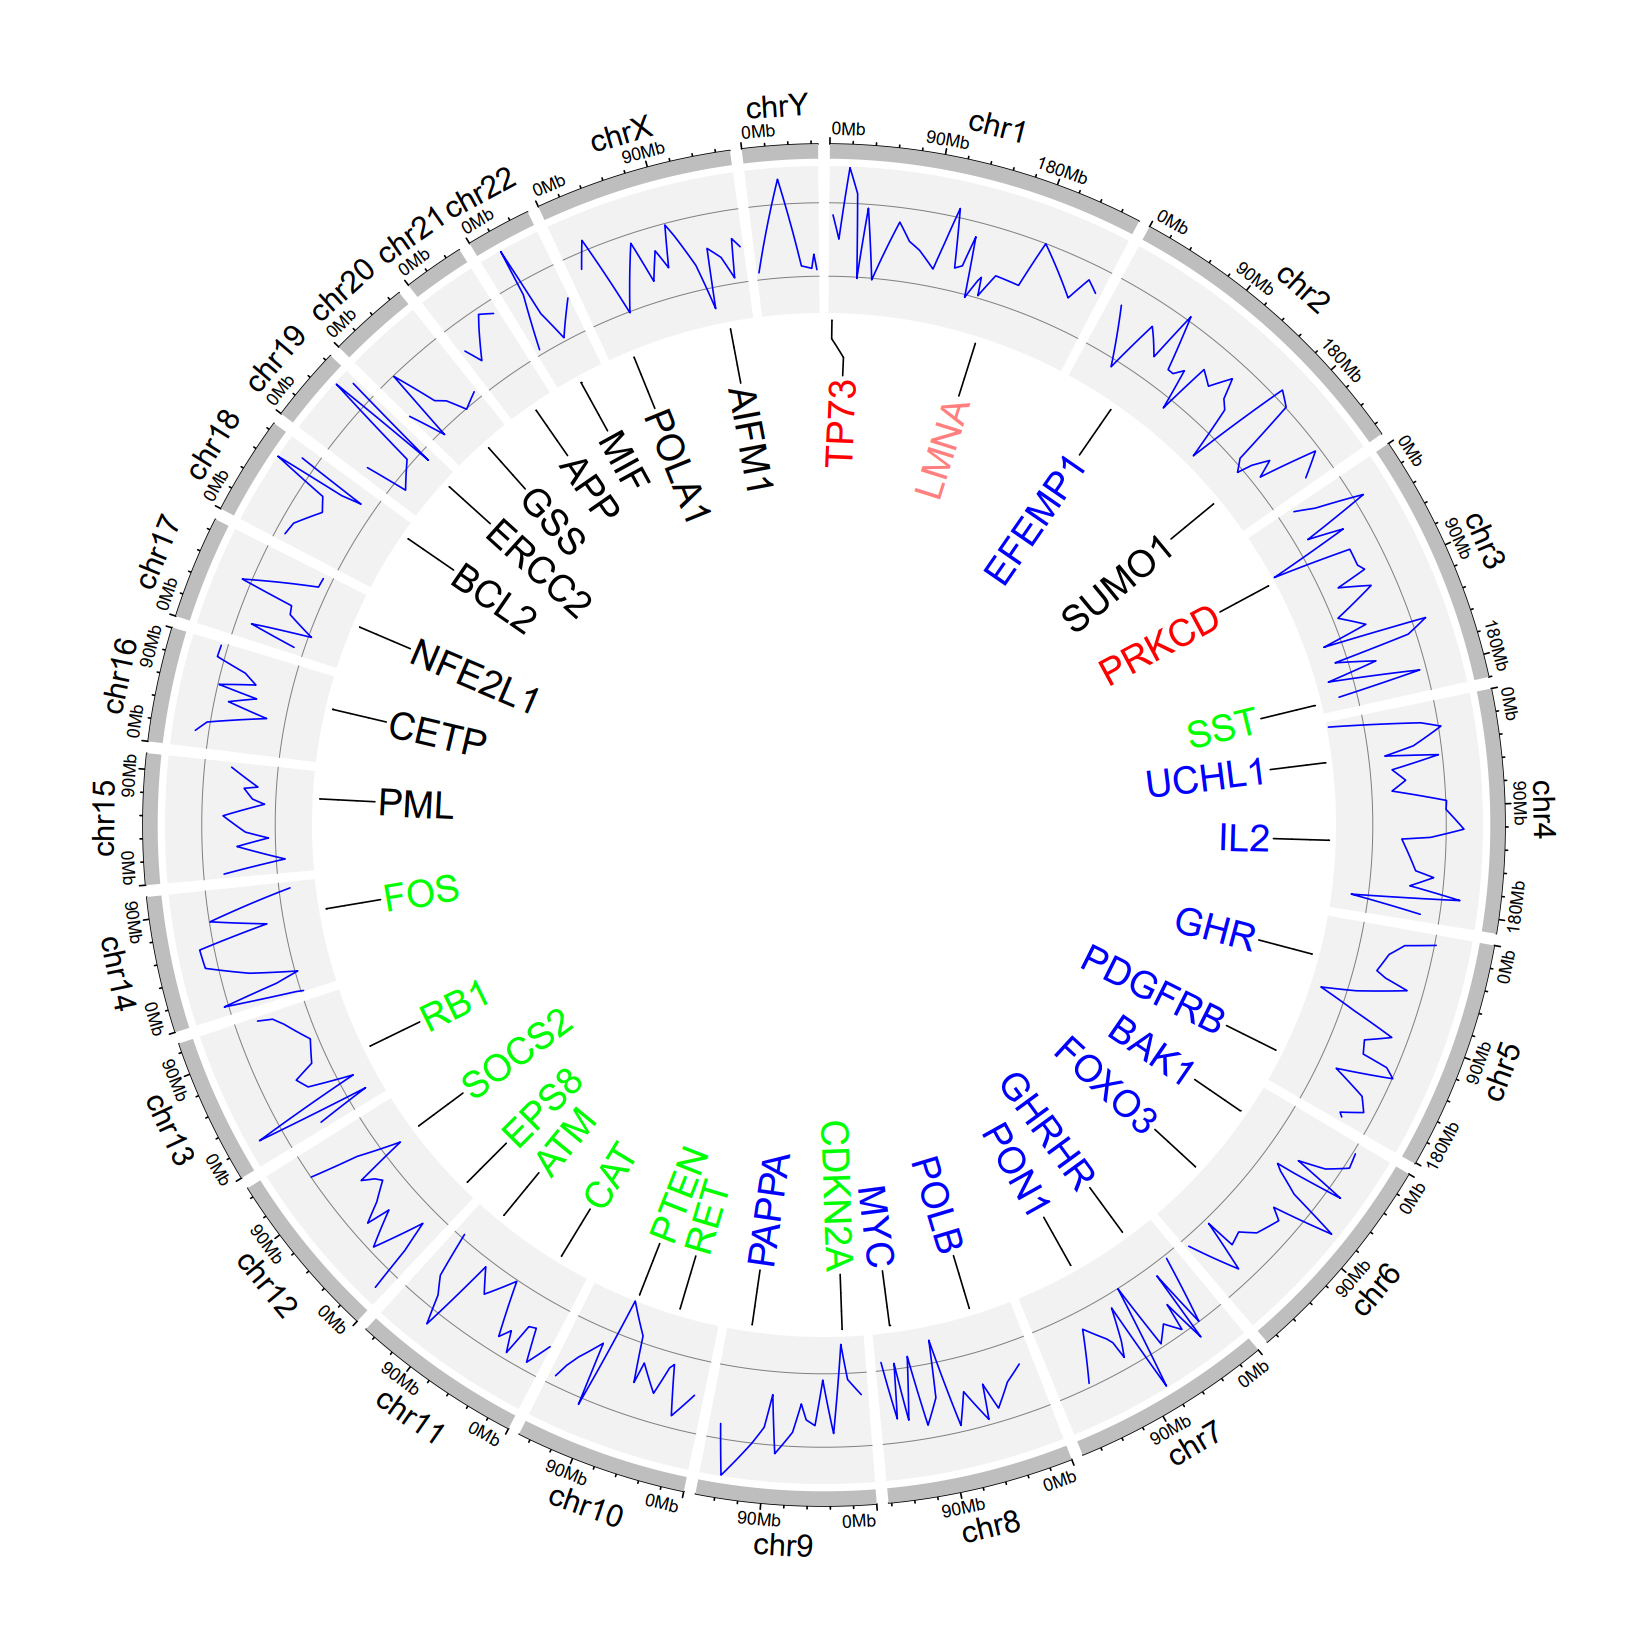 chr1
0Mb
90Mb
180Mb
chr2
0Mb
90Mb
180Mb
chr3
0Mb
90Mb
180Mb
chr4
0Mb
90Mb
180Mb
chr5
0Mb
90Mb
180Mb
chr6
0Mb
90Mb
chr7
0Mb
90Mb
chr8
0Mb
90Mb
chr9
0Mb
90Mb
chr10
0Mb
90Mb
chr11
0Mb
90Mb
chr12
0Mb
90Mb
chr13
0Mb
90Mb
chr14
0Mb
90Mb
chr15
0Mb
90Mb
chr16
0Mb
90Mb
chr17
0Mb
chr18
0Mb
chr19
0Mb
chr20
0Mb
chr21
0Mb
chr22
0Mb
chrX
0Mb
90Mb
chrY
0Mb
TP73
LMNA
EFEMP1
SUMO1
PRKCD
SST
UCHL1
IL2
GHR
PDGFRB
BAK1
FOXO3
GHRHR
PON1
POLB
MYC
CDKN2A
PAPPA
RET
PTEN
CAT
ATM
EPS8
SOCS2
RB1
FOS
PML
CETP
NFE2L1
BCL2
ERCC2
GSS
APP
MIF
POLA1
AIFM1